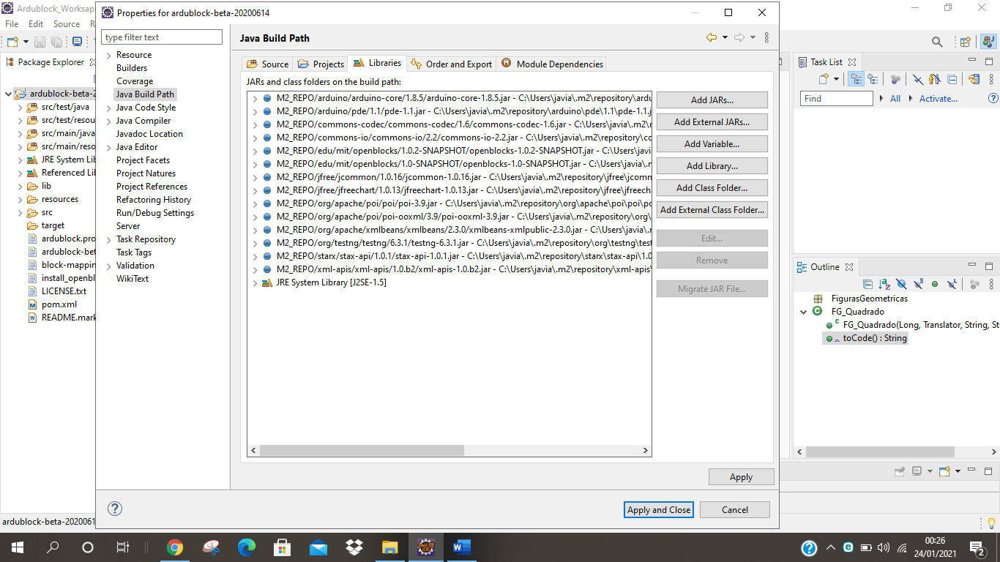 Ardublock_Worksap
Properties for ardublock-beta-20200614
File Edit Source R
type filter text
Java Build Path
Package Explorer
Resource
Builders
Coverage
Java Build Path
Java Code Style
Java Compiler
Javadoc Location
Java Editor
Project Facets
Project Natures
Project References
Refactoring History
Run/Debug Settings
Server
Task Repository
Task Tags
Validation
WikiText
ardublock-beta-2
src/test/java
src/test/resou
src/main/java
src/main/reso
JRE System Lib
Referenced Li
lib
resources
src
target
ardublock.pro
ardublock-bet
block-mappin
install_openbl
LICENSE.txt
pom.xml
README.mark
Source Projects Libraries Order and Export Module Dependencies
JARs and class folders on the build path:
M2_REPO/arduino/arduino-core/1.8.5/arduino-core-1.8.5.jar - C:\Users\javia\.m2\repository\ardu
M2_REPO/arduino/pde/1.1/pde-1.1.jar - C:\Users\javia\.m2\repository\arduino\pde\1.1\pde-1.1.j
M2_REPO/commons-codec/commons-codec/1.6/commons-codec-1.6.jar - C:\Users\javia\.m2\
M2_REPO/commons-io/commons-io/2.2/commons-io-2.2.jar - C:\Users\javia\.m2\repository\co
M2_REPO/edu/mit/openblocks/1.0.2-SNAPSHOT/openblocks-1.0.2-SNAPSHOT.jar - C:\Users\javi
M2_REPO/edu/mit/openblocks/1.0-SNAPSHOT/openblocks-1.0-SNAPSHOT.jar - C:\Users\javia\.m
M2_REPO/jfree/jcommon/1.0.16/jcommon-1.0.16.jar - C:\Users\javia\.m2\repository\jfree\jcomm
M2_REPO/jfree/jfreechart/1.0.13/jfreechart-1.0.13.jar - C:\Users\javia\.m2\repository\jfree\jfreech
M2_REPO/org/apache/poi/poi/poi-3.9.jar - C:\Users\javia\.m2\repository\org\apache\poi\poi\po
M2_REPO/org/apache/poi/poi-ooxml/3.9/poi-ooxml-3.9.jar - C:\Users\javia\.m2\repository\org\
M2_REPO/org/apache/xmlbeans/xmlbeans/2.3.0/xmlbeans-xmlpublic-2.3.0.jar - C:\Users\javia\.m
M2_REPO/org/testng/testng/6.3.1/testng-6.3.1.jar - C:\Users\javia\.m2\repository\org\testng\test
M2_REPO/starx/stax-api/1.0.1/stax-api-1.0.1.jar - C:\Users\javia\.m2\repository\starx\stax-api\1.0
M2_REPO/xml-apis/xml-apis/1.0.b2/xml-apis-1.0.b2.jar - C:\Users\javia\.m2\repository\xml-apis\
JRE System Library [J2SE-1.5]
Add JARs...
Add External JARs...
Add Variable...
Add Library...
Add Class Folder...
Add External Class Folder...
Edit...
Remove
Migrate JAR File...
Apply
Apply and Close Cancel
Task List
Find All Activate...
Outline
FigurasGeometricas
FG_Quadrado
FG_Quadrado(Long, Translator, String, St
toCode() : String
ardublock-beta-2020061
00:26
24/01/2021
2